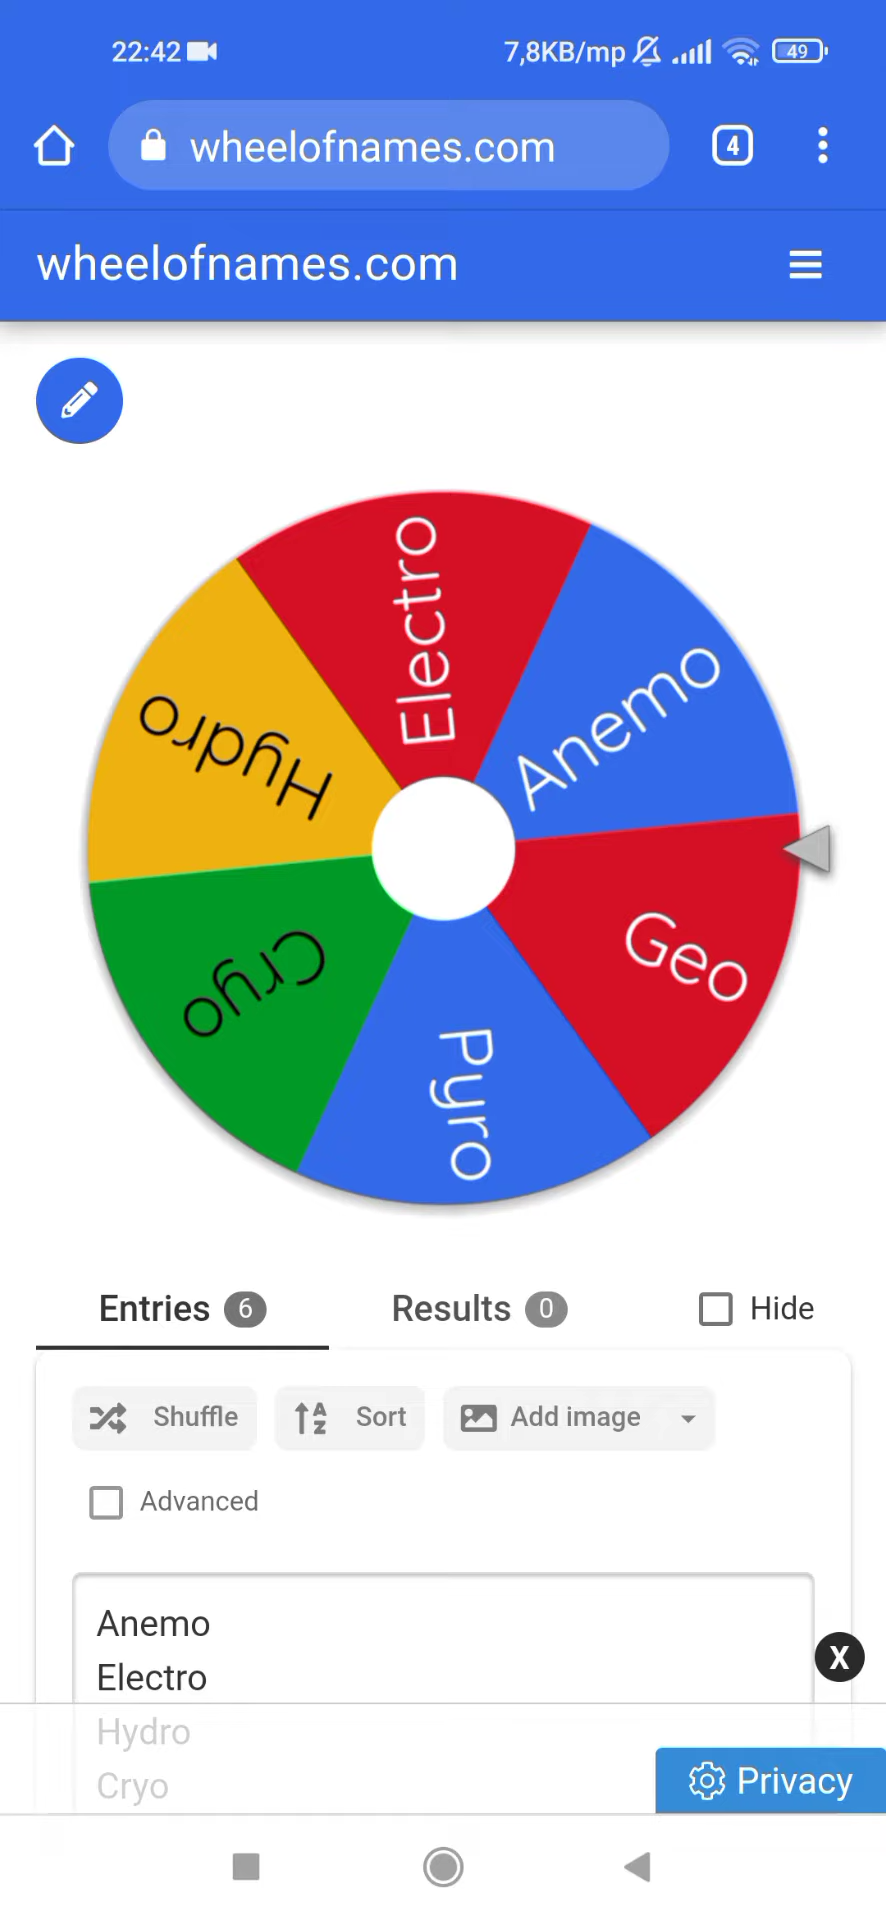 22:42 7,8KB/mp 49
wheelofnames.com 4
wheelofnames.com
Electro
Anemo
Hydro
Geo
Cryo
Pyro
Entries 6 Results 0 Hide
Shuffle Sort Add image
Advanced
Anemo
X
Electro
Hydro
Privacy
Cryo